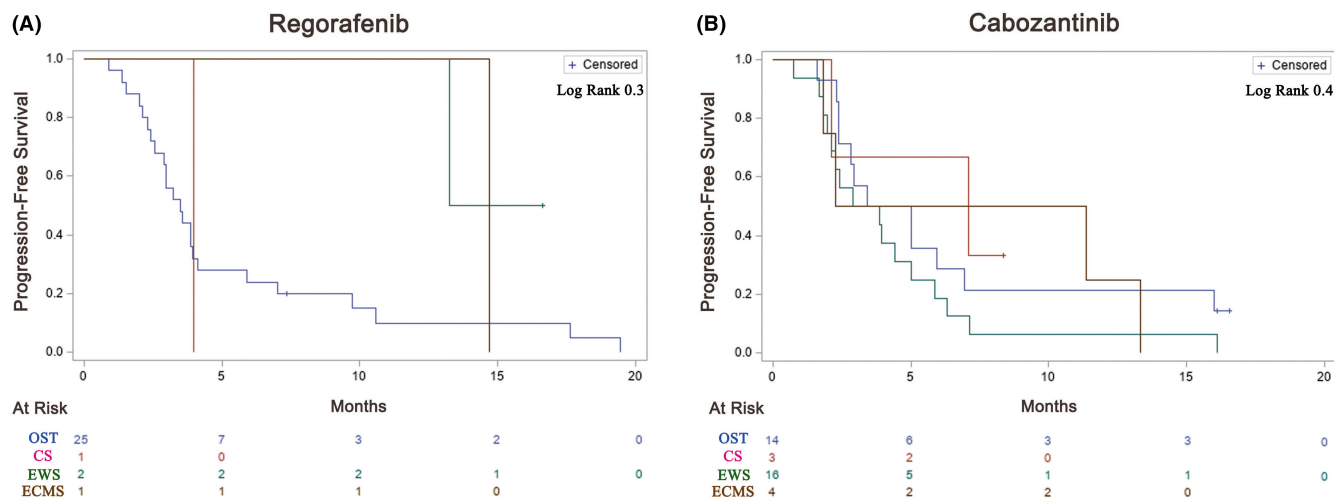 (A) Regorafenib
Progression-Free Survival
1.0
0.8
0.6
0.4
0.2
0.0
+ Censored
Log Rank 0.3
0 5 10 15 20
At Risk Months
OST 25 7 3 2 0
CS 1 0
EWS 2 2 2 1 0
ECMS 1 1 1 0
(B) Cabozantinib
Progression-Free Survival
1.0
0.8
0.6
0.4
0.2
0.0
+ Censored
Log Rank 0.4
0 5 10 15 20
At Risk Months
OST 14 6 3 3 0
CS 3 2 0
EWS 16 5 1 1 0
ECMS 4 2 2 0